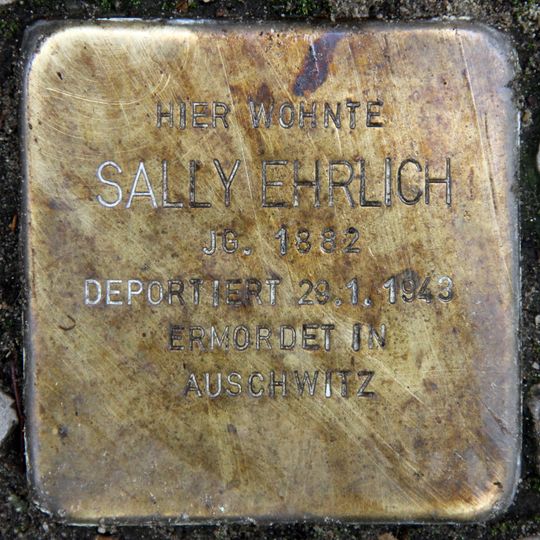 HIER WOHNTE
SALLY EHRLICH
JG. 1882
DEPORTIERT 29.1.1943
ERMORDET IN
AUSCHWITZ